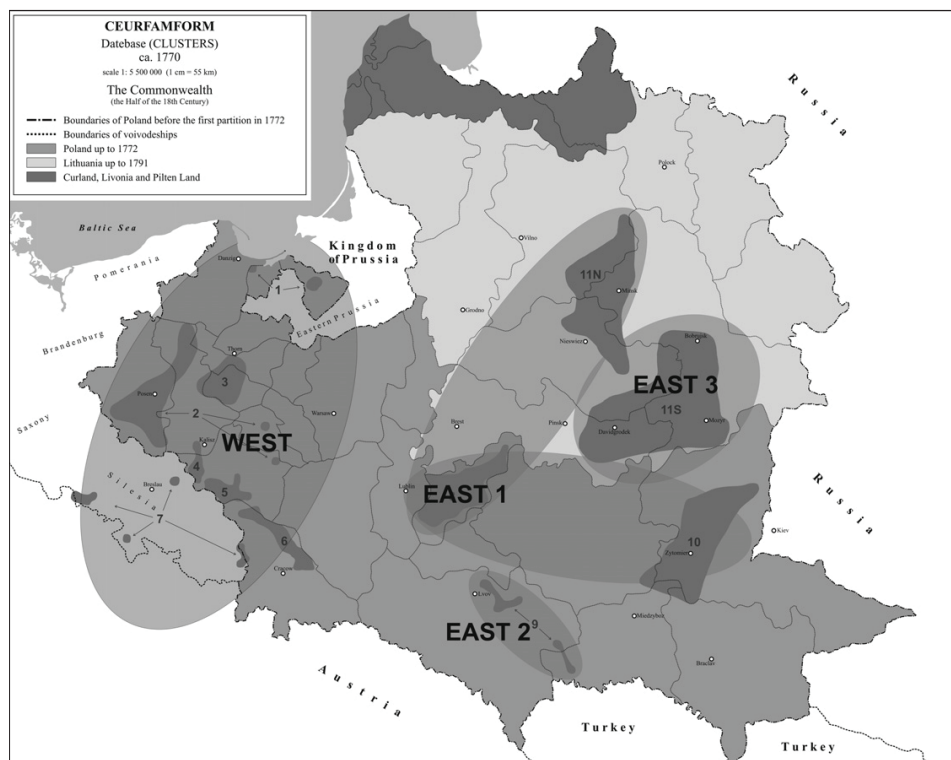 CEURFAMFORM
Datebase (CLUSTERS)
ca. 1770
scale 1: 5 500 000 (1 cm = 55 km)
The Commonwealth
(the Half of the 18th Century)
Boundaries of Poland before the first partition in 1772
Boundaries of voivodeships
Poland up to 1772
Lithuania up to 1791
Curland, Livonia and Pilten Land
Russia
Polock
Baltic Sea
Vilno
Kingdom
of Prussia
Danzig
Pomerania
11N
1
Minsk
Eastern Prussia
Grodno
Brandenburg
Nieswiez
Bobrujsk
Thorn
3
EAST 3
Posen
2
Warsaw
11S
Saxony
Brest
Pinsk
Davidgrodek
Mozyr
WEST
Kalisz
4
Silesia
Breslau
5
Lublin
EAST 1
Russia
7
6
10
Kiev
Zytomierz
Cracow
Lvov
EAST 2
9
Miedzyboz
Braclav
Austria
Turkey
Turkey